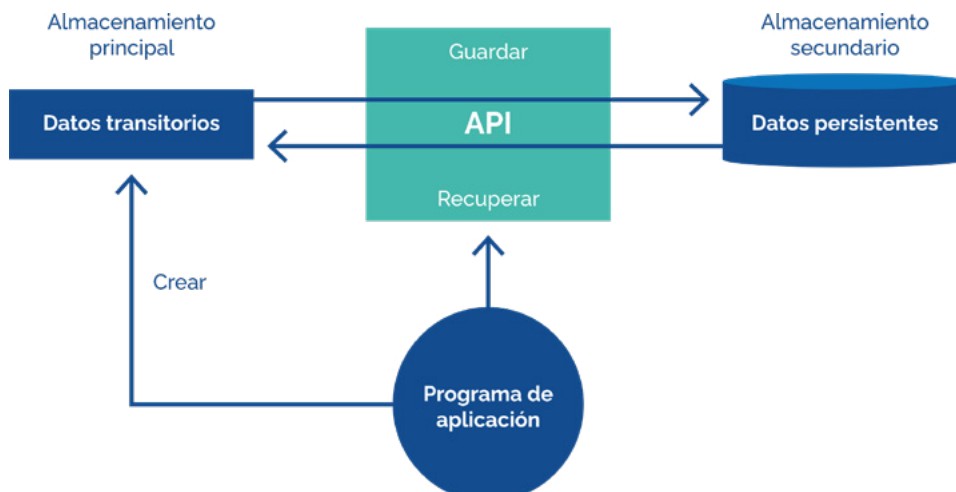 Almacenamiento
principal
Guardar
Almacenamiento
secundario
Datos transitorios
API
Datos persistentes
Recuperar
Crear
Programa de
aplicación